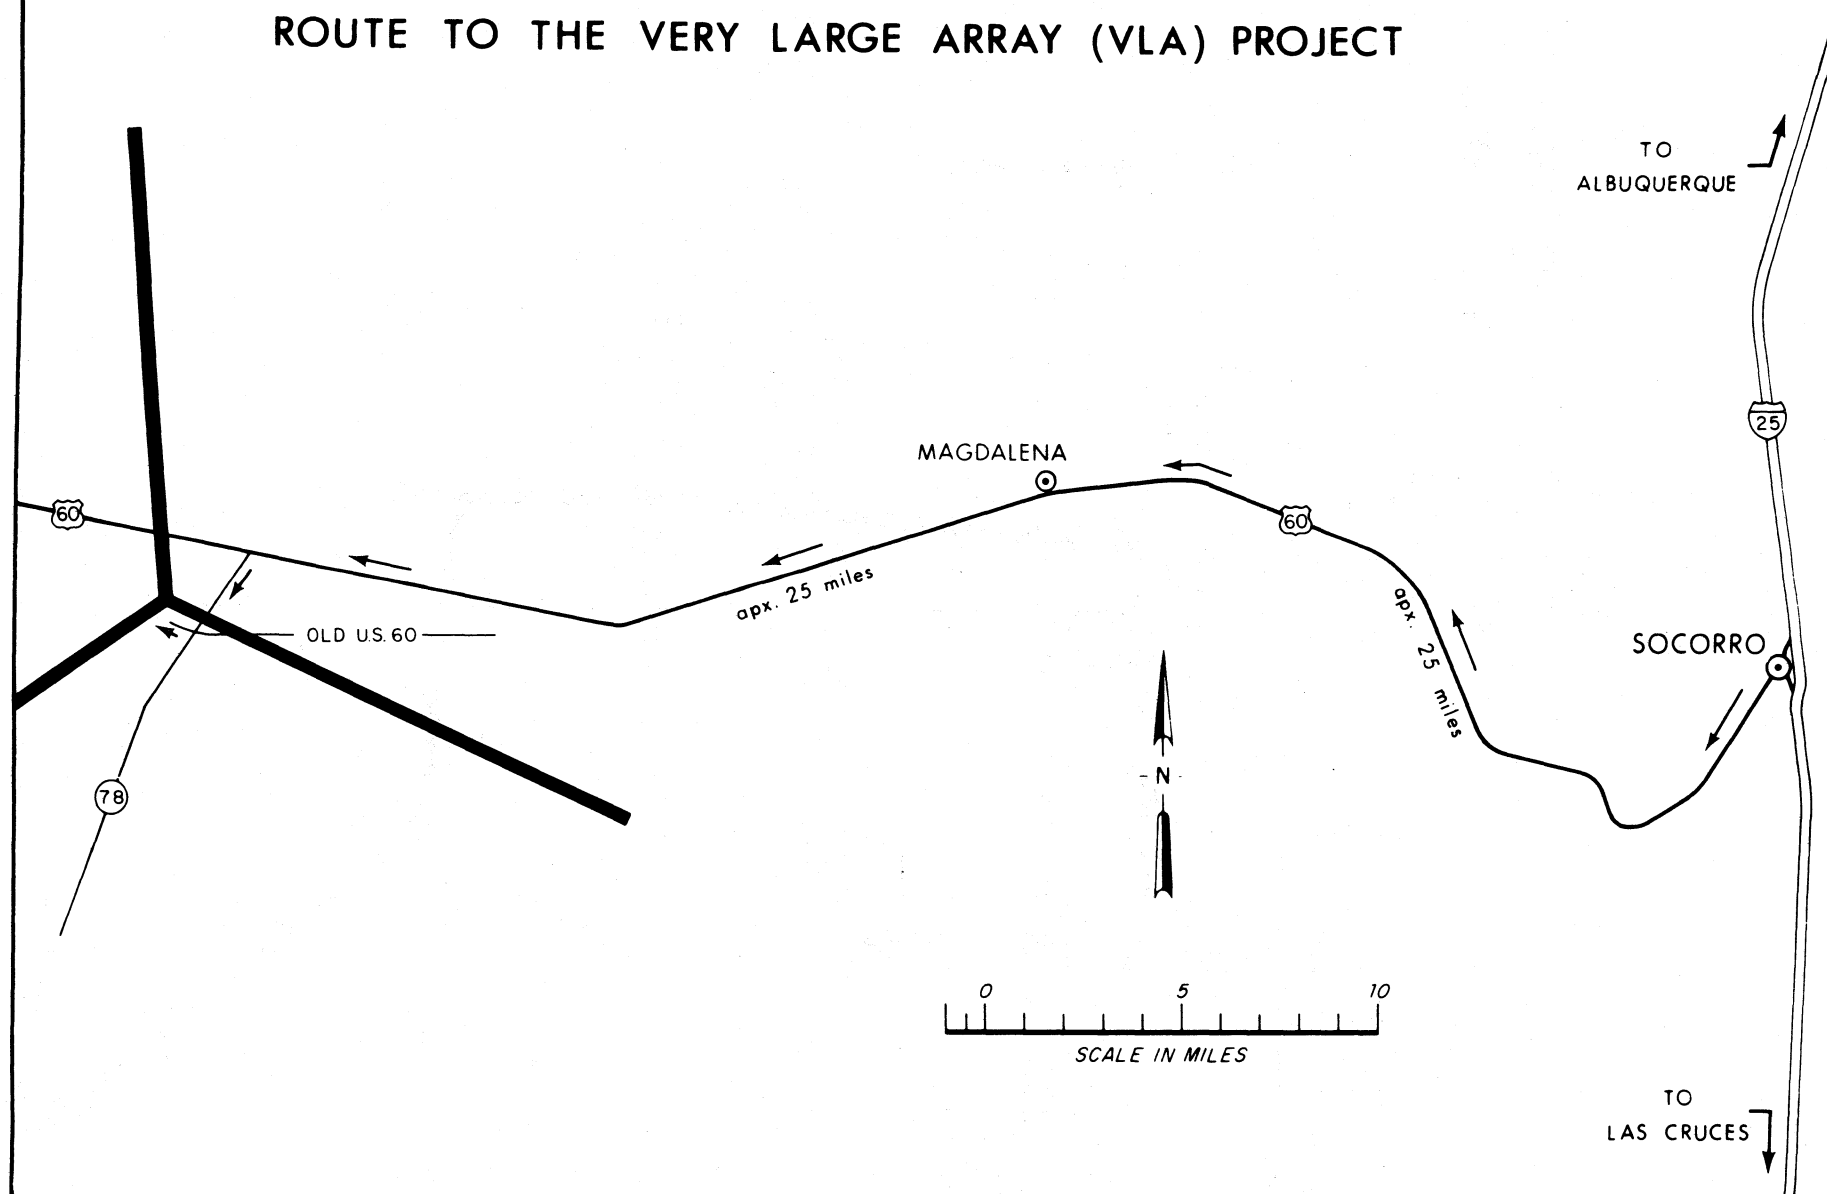 ROUTE TO THE VERY LARGE ARRAY (VLA) PROJECT
TO
ALBUQUERQUE
25
MAGDALENA
60
60
apx. 25 miles
apx. 25 miles
OLD U.S. 60
SOCORRO
78
N
0 5 10
SCALE IN MILES
TO
LAS CRUCES